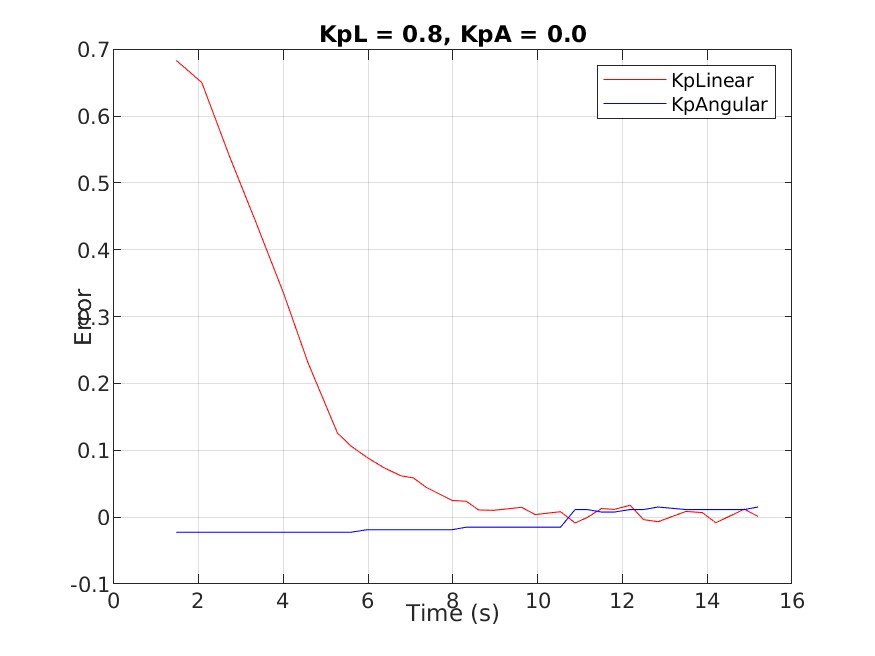 KpL = 0.8, KpA = 0.0
KpLinear
KpAngular
0.7
0.6
0.5
0.4
0.3
0.2
0.1
0
-0.1
Error
0 2 4 6 8 10 12 14 16
Time (s)